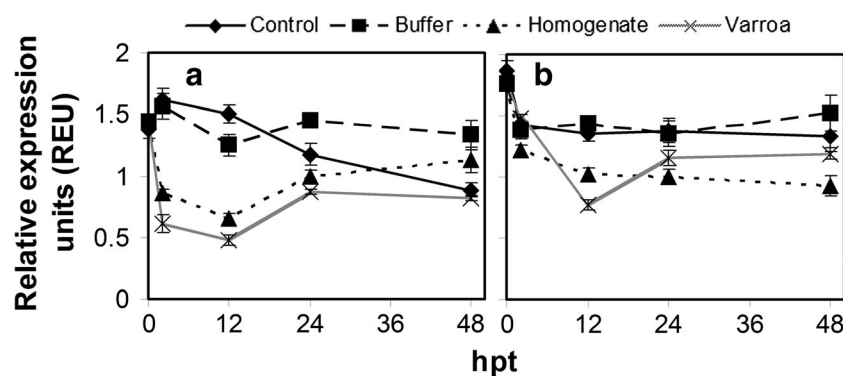 Control Buffer Homogenate Varroa
a b
Relative expression
units (REU)
2
1.5
1
0.5
0
0 12 24 36 48 0 12 24 36 48
hpt